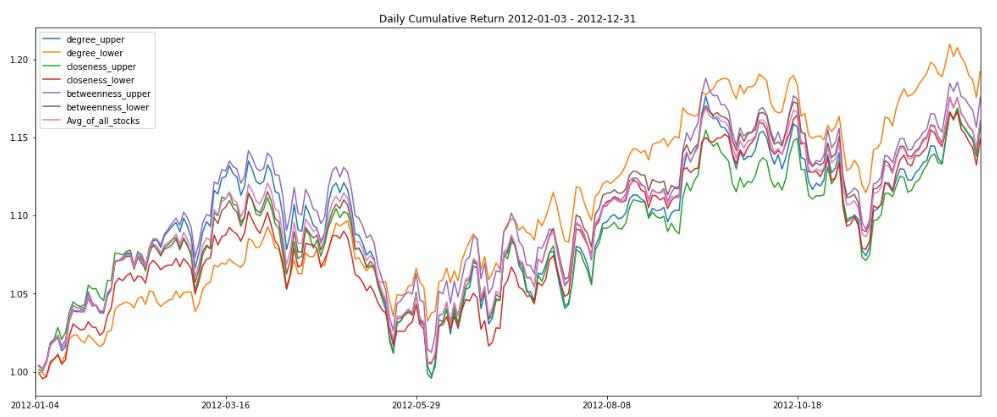 Daily Cumulative Return 2012-01-03 - 2012-12-31
degree_upper
degree_lower
closeness_upper
closeness_lower
betweenness_upper
betweenness_lower
Avg_of_all_stocks
1.20
1.15
1.10
1.05
1.00
2012-01-04 2012-03-16 2012-05-29 2012-08-08 2012-10-18